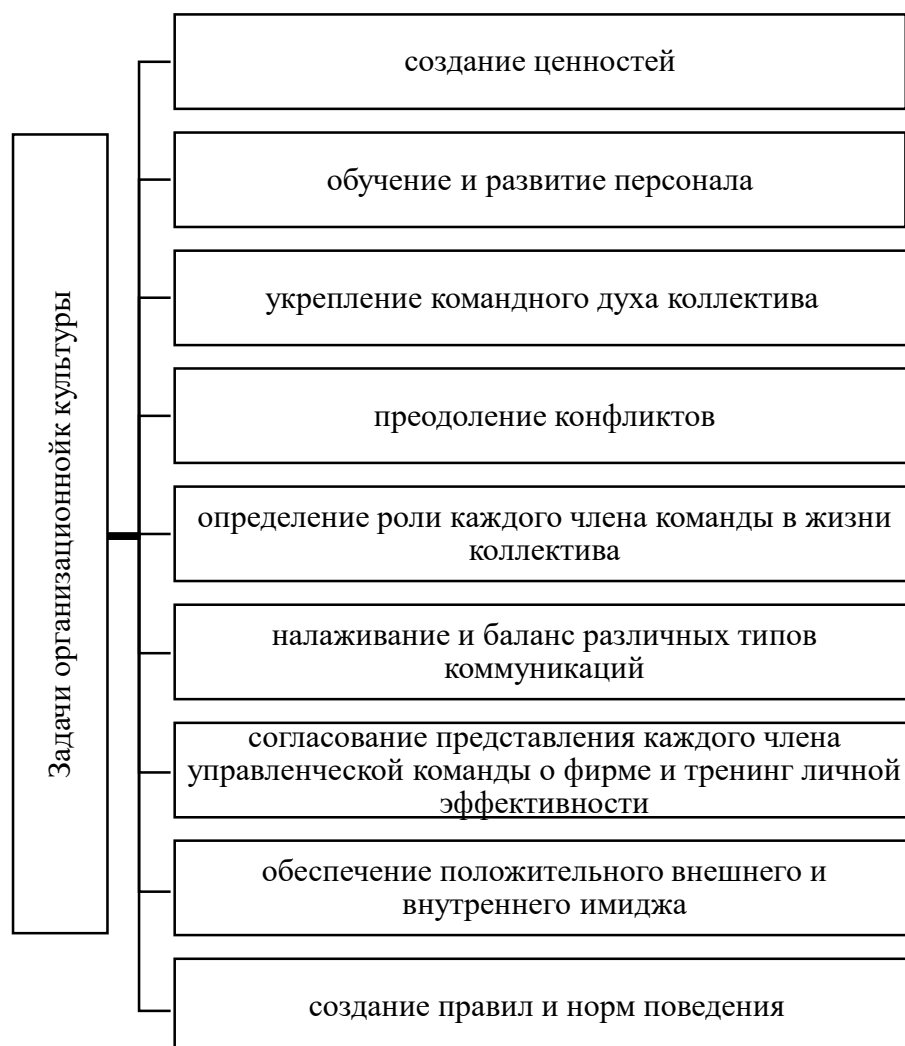 Задачи организационнойк культуры
создание ценностей
обучение и развитие персонала
укрепление командного духа коллектива
преодоление конфликтов
определение роли каждого члена команды в жизни
коллектива
налаживание и баланс различных типов
коммуникаций
согласование представления каждого члена
управленческой команды о фирме и тренинг личной
эффективности
обеспечение положительного внешнего и
внутреннего имиджа
создание правил и норм поведения